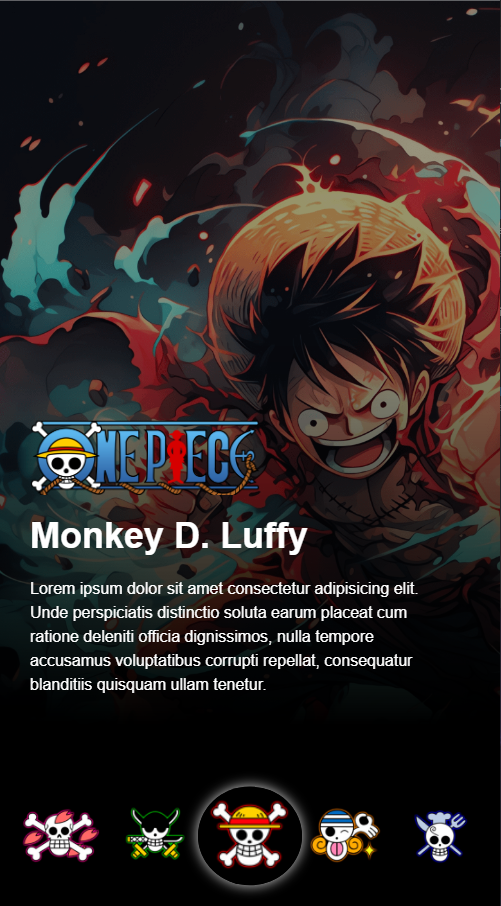 ONE PIECE
Monkey D. Luffy
Lorem ipsum dolor sit amet consectetur adipisicing elit.
Unde perspiciatis distinctio soluta earum placeat cum
ratione deleniti officia dignissimos, nulla tempore
accusamus voluptatibus corrupti repellat, consequatur
blanditiis quisquam ullam tenetur.